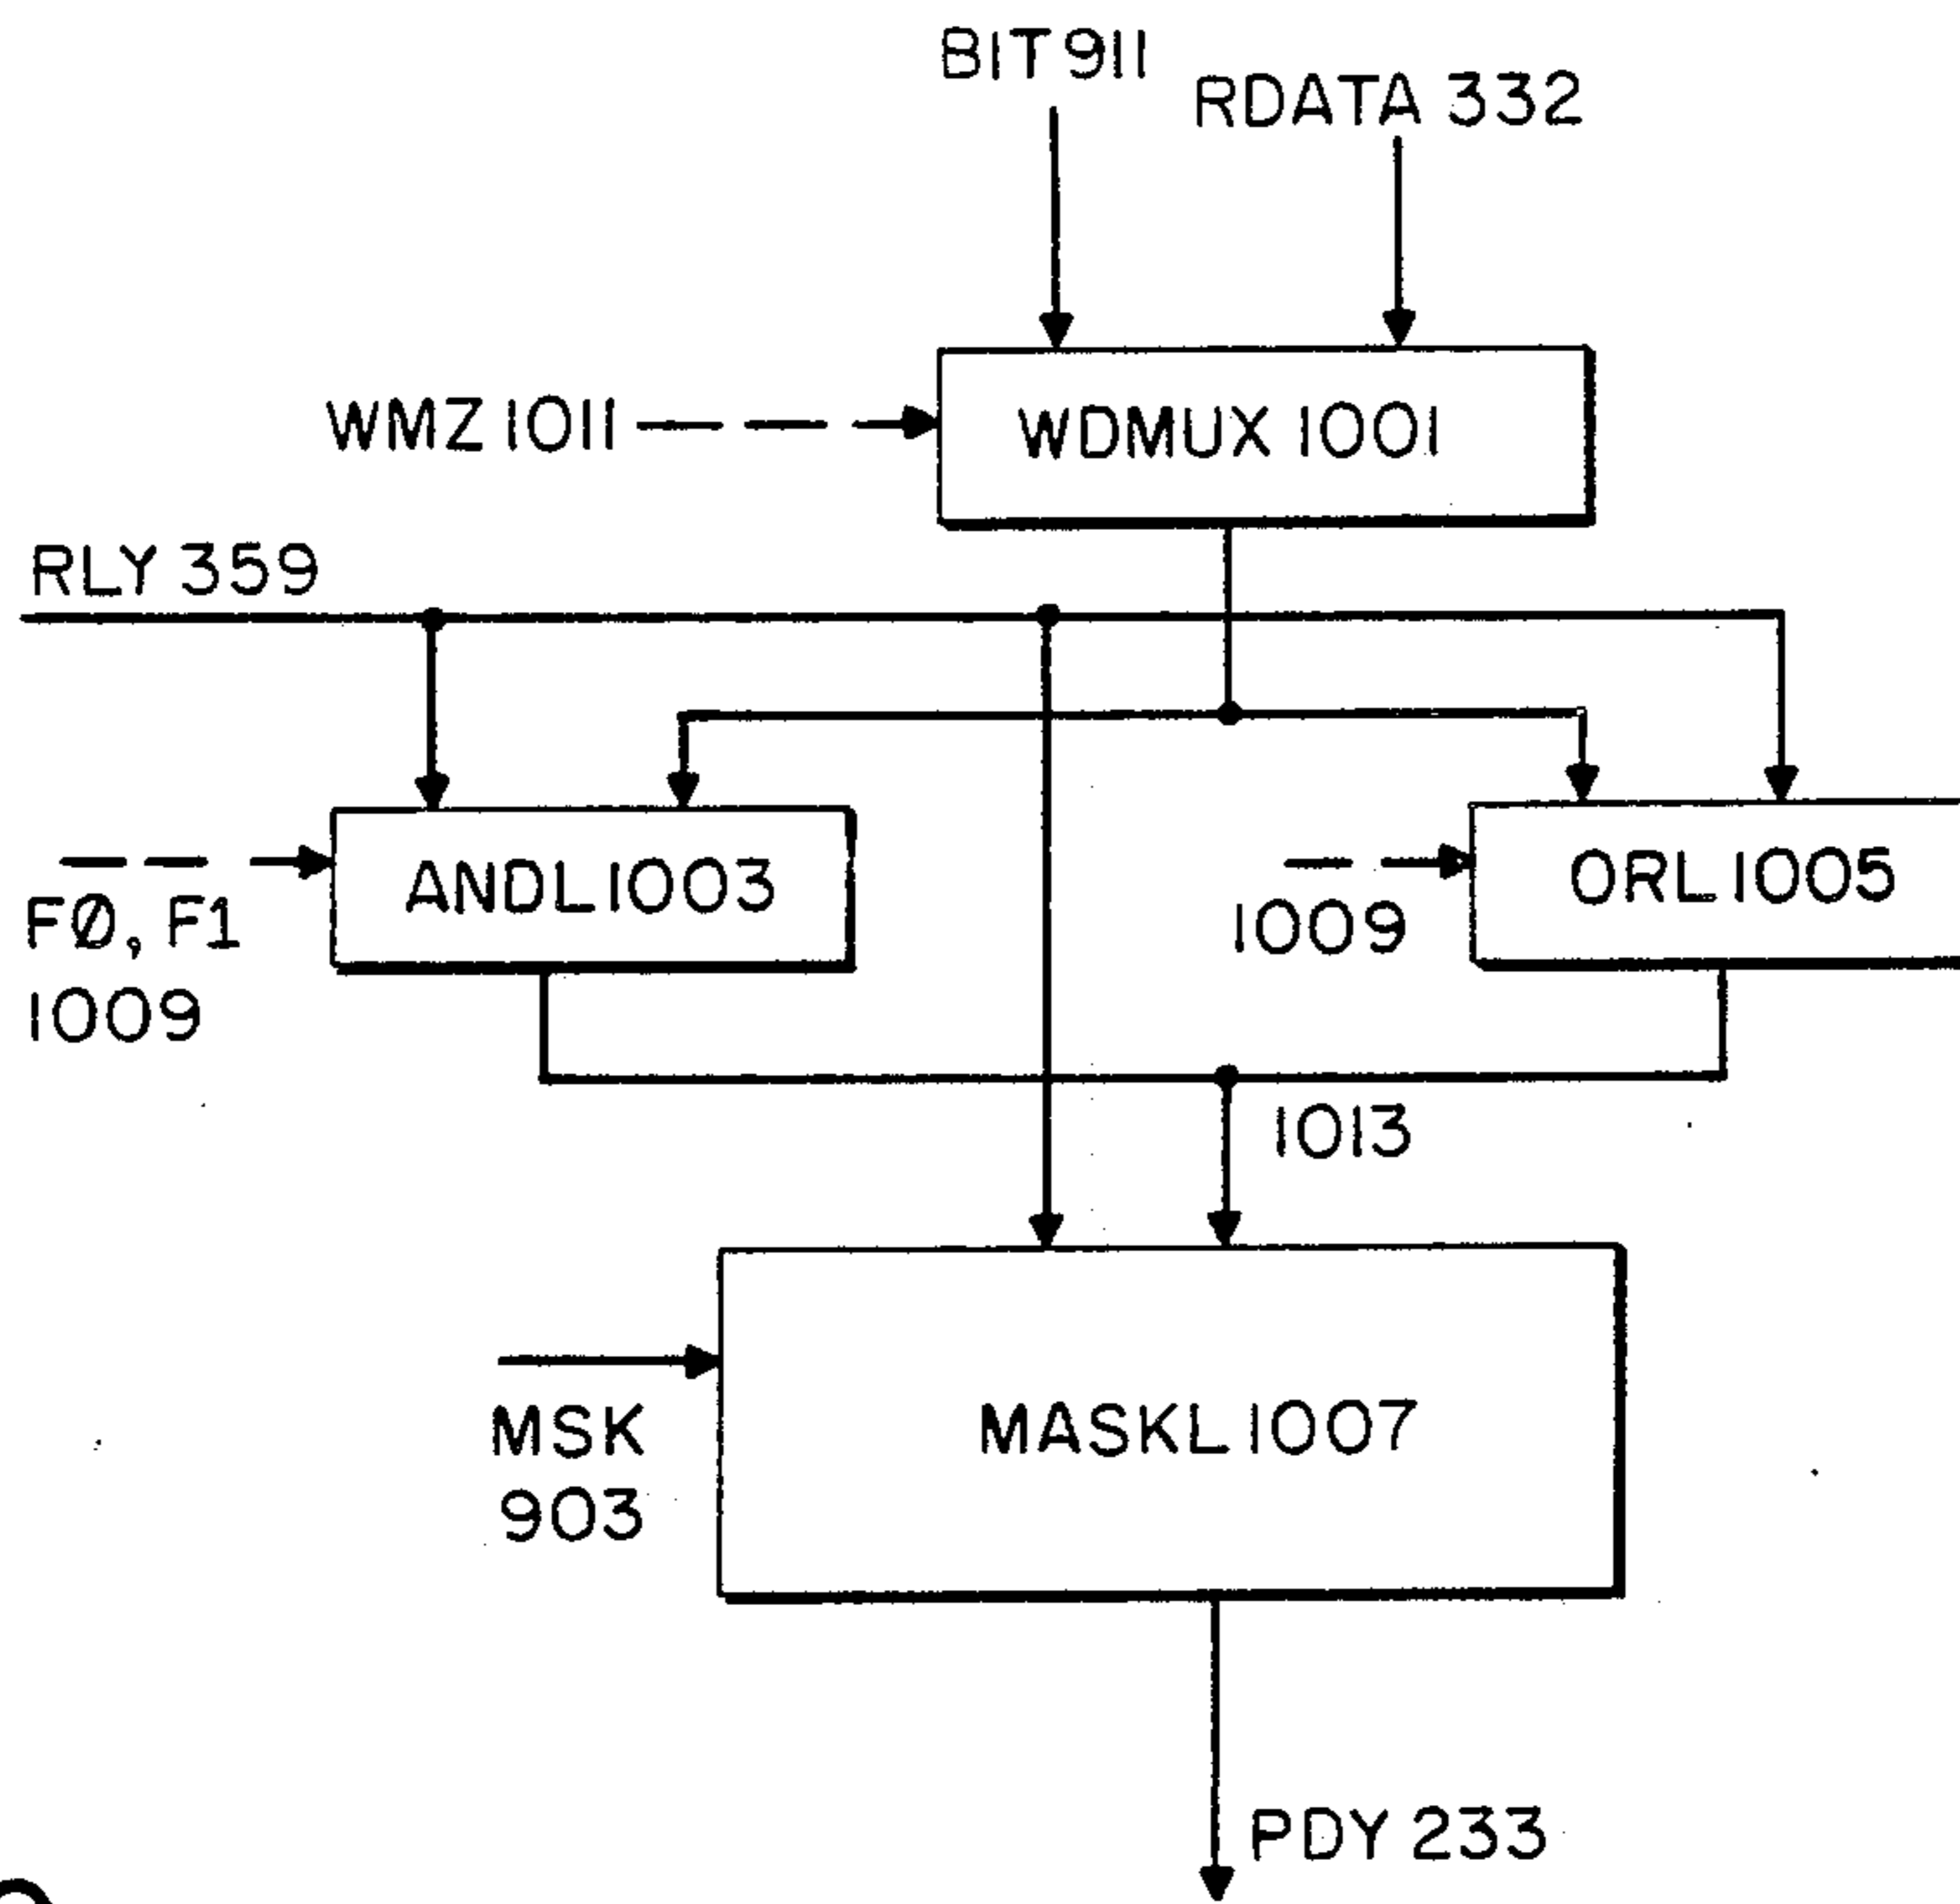 BIT 911
RDATA 332
WMZ 1011
WDMUX 1001
RLY 359
ANDL 1003
ORL 1005
FØ, F1
1009
1009
1013
MSK
903
MASKL 1007
PDY 233